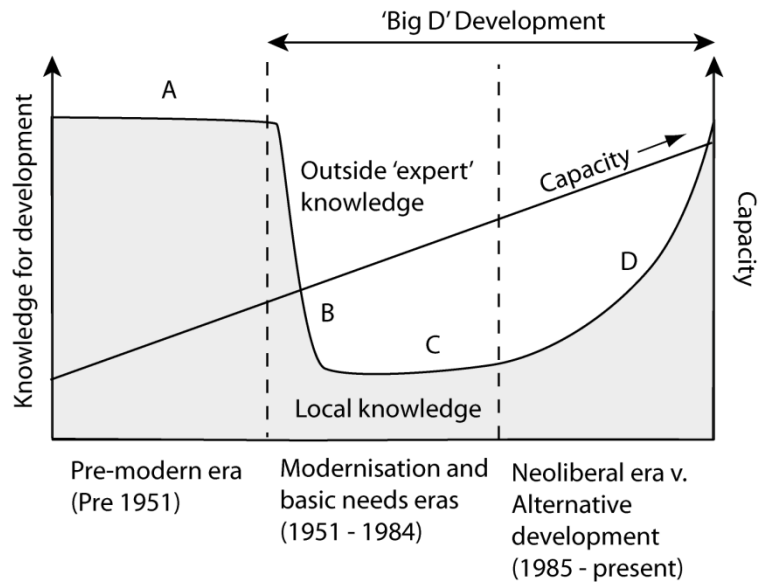 ‘Big D’ Development
A
Outside ‘expert’
knowledge
Capacity
Knowledge for development
Capacity
B
C
D
Local knowledge
Pre-modern era
(Pre 1951)
Modernisation and
basic needs eras
(1951 - 1984)
Neoliberal era v.
Alternative
development
(1985 - present)